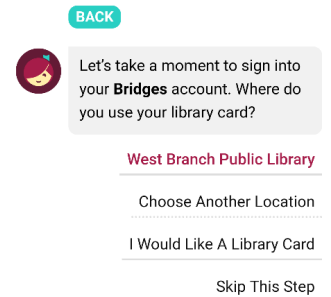 BACK
Let's take a moment to sign into
your Bridges account. Where do
you use your library card?
West Branch Public Library
Choose Another Location
I Would Like A Library Card
Skip This Step